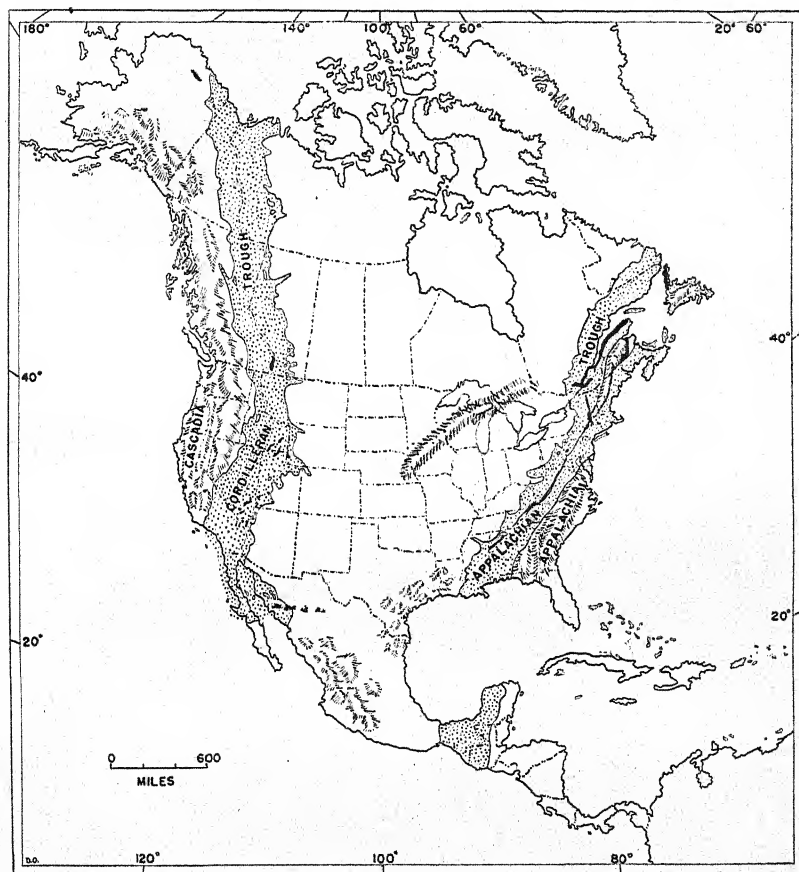 180° 140° 100° 60° 20° 60°
TROUGH
TROUGH
40°
40°
CASCADIA
CORDILLERAN
APPALACHIAN
APPALACHIA
20°
20°
0 600
MILES
D.O.
120° 100° 80°